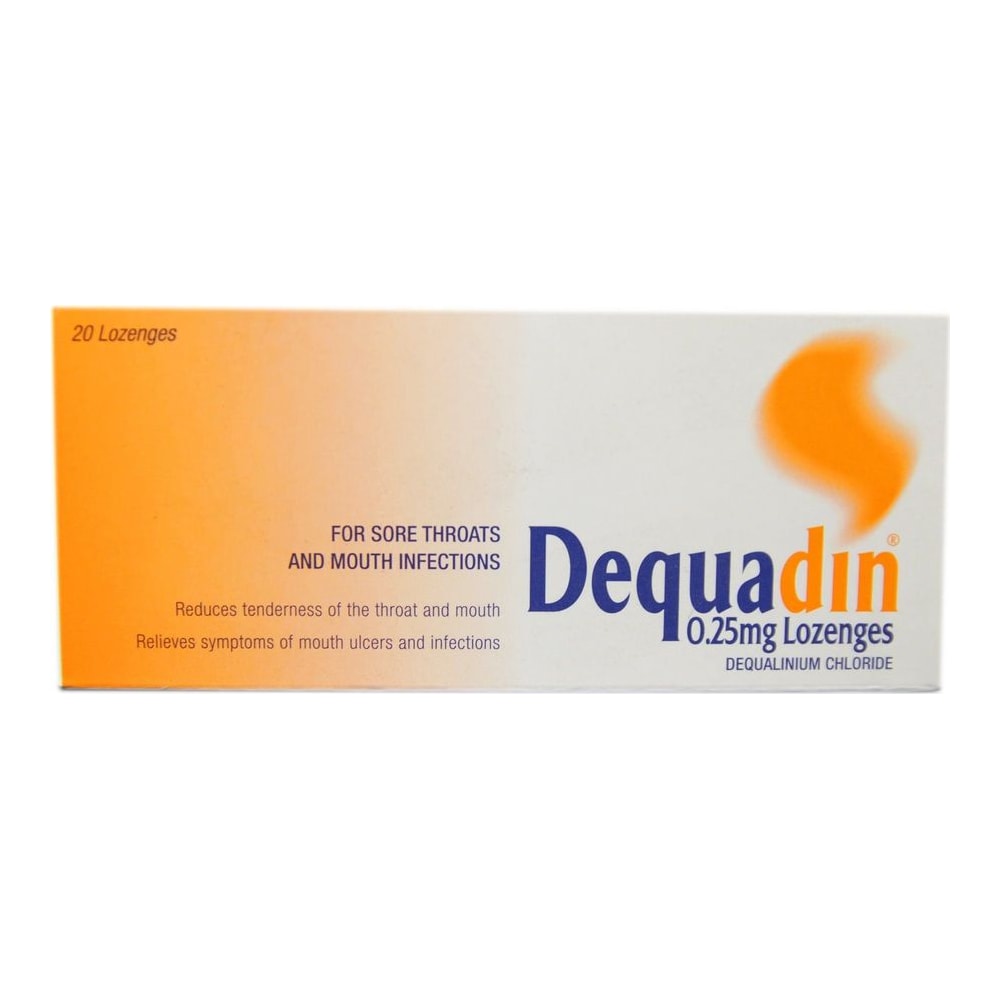 20 Lozenges
FOR SORE THROATS
AND MOUTH INFECTIONS
Reduces tenderness of the throat and mouth
Relieves symptoms of mouth ulcers and infections
Dequadin®
0.25mg Lozenges
DEQUALINIUM CHLORIDE